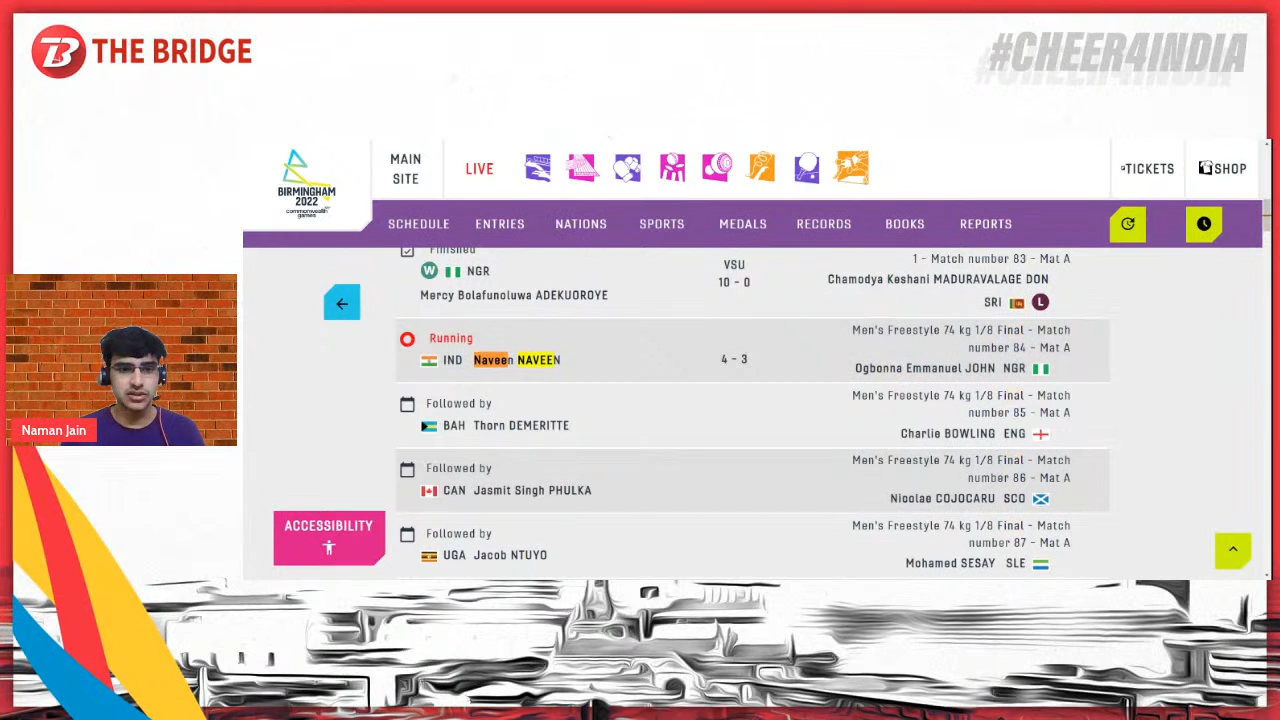 THE BRIDGE
#CHEER4INDIA
BIRMINGHAM
2022
commonwealth
games
MAIN
SITE
LIVE
TICKETS
SHOP
SCHEDULE ENTRIES NATIONS SPORTS MEDALS RECORDS BOOKS REPORTS
Finished
1 - Match number 83 - Mat A
W NGR
VSU
10 - 0
Chamodya Keshani MADURAVALAGE DON
Mercy Bolafunoluwa ADEKUOROYE
SRI L
Running
Men's Freestyle 74 kg 1/8 Final - Match
number 84 - Mat A
IND Naveen NAVEEN
4 - 3
Ogbonna Emmanuel JOHN NGR
Followed by
Men's Freestyle 74 kg 1/8 Final - Match
number 85 - Mat A
BAH Thorn DEMERITTE
Charlie BOWLING ENG
Followed by
Men's Freestyle 74 kg 1/8 Final - Match
number 86 - Mat A
CAN Jasmit Singh PHULKA
Nicolae COJOCARU SCO
Followed by
Men's Freestyle 74 kg 1/8 Final - Match
number 87 - Mat A
UGA Jacob NTUYO
Mohamed SESAY SLE
ACCESSIBILITY
Naman Jain